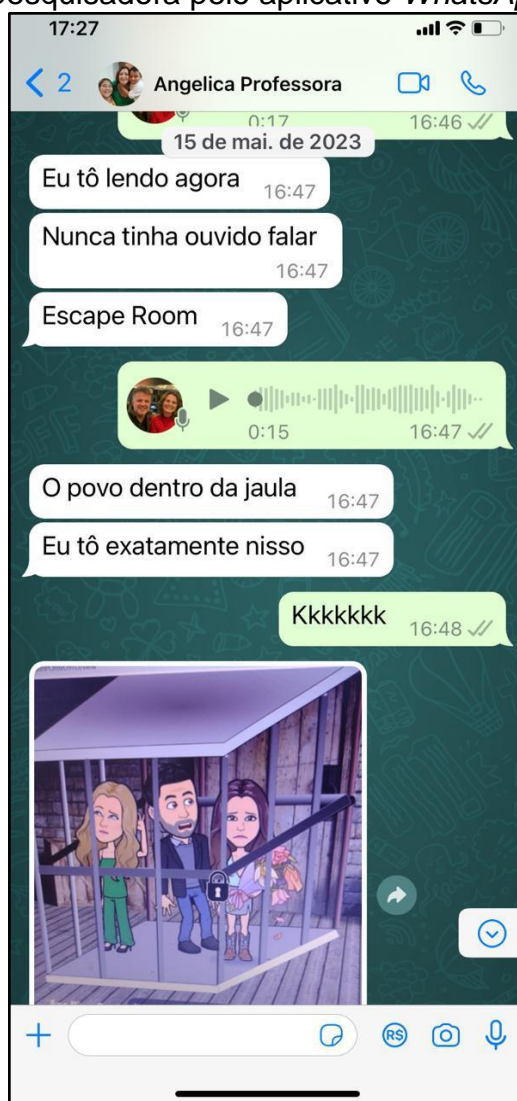 pesquisadora pelo aplicativo
17:27
2 Angelica Professora
0:17 16:46
15 de mai. de 2023
Eu tô lendo agora 16:47
Nunca tinha ouvido falar
16:47
Escape Room 16:47
0:15 16:47
O povo dentro da jaula 16:47
Eu tô exatamente nisso 16:47
Kkkkkkk 16:48
R$